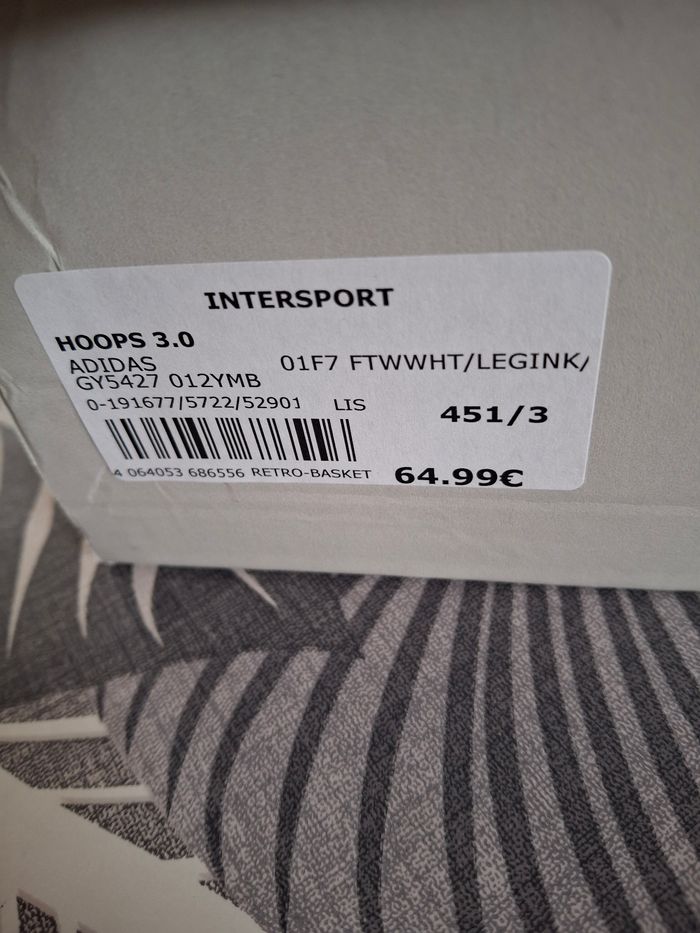 INTERSPORT
HOOPS 3.0
ADIDAS 01F7 FTWWHT/LEGINK/
GY5427 012YMB
0-191677/5722/52901 LIS 451/3
4 064053 686556 RETRO-BASKET 64.99€